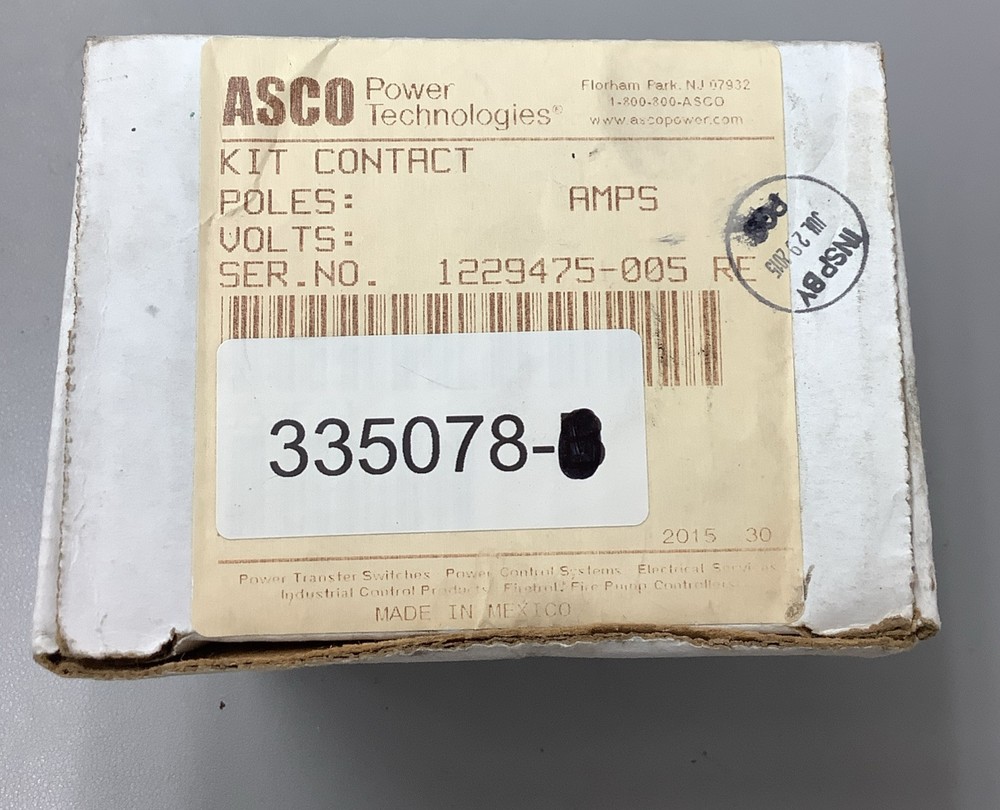 ASCO Power Technologies®
Florham Park, NJ 07932
1-800-800-ASCO
www.ascopower.com
KIT CONTACT
POLES: AMPS
VOLTS:
SER.NO. 1229475-005 RE
INSP BY
JUL 29 2015
335078-
2015 30
Power Transfer Switches Power Control Systems Electrical Services
Industrial Control Products Firetrol® Fire Pump Controllers
MADE IN MEXICO